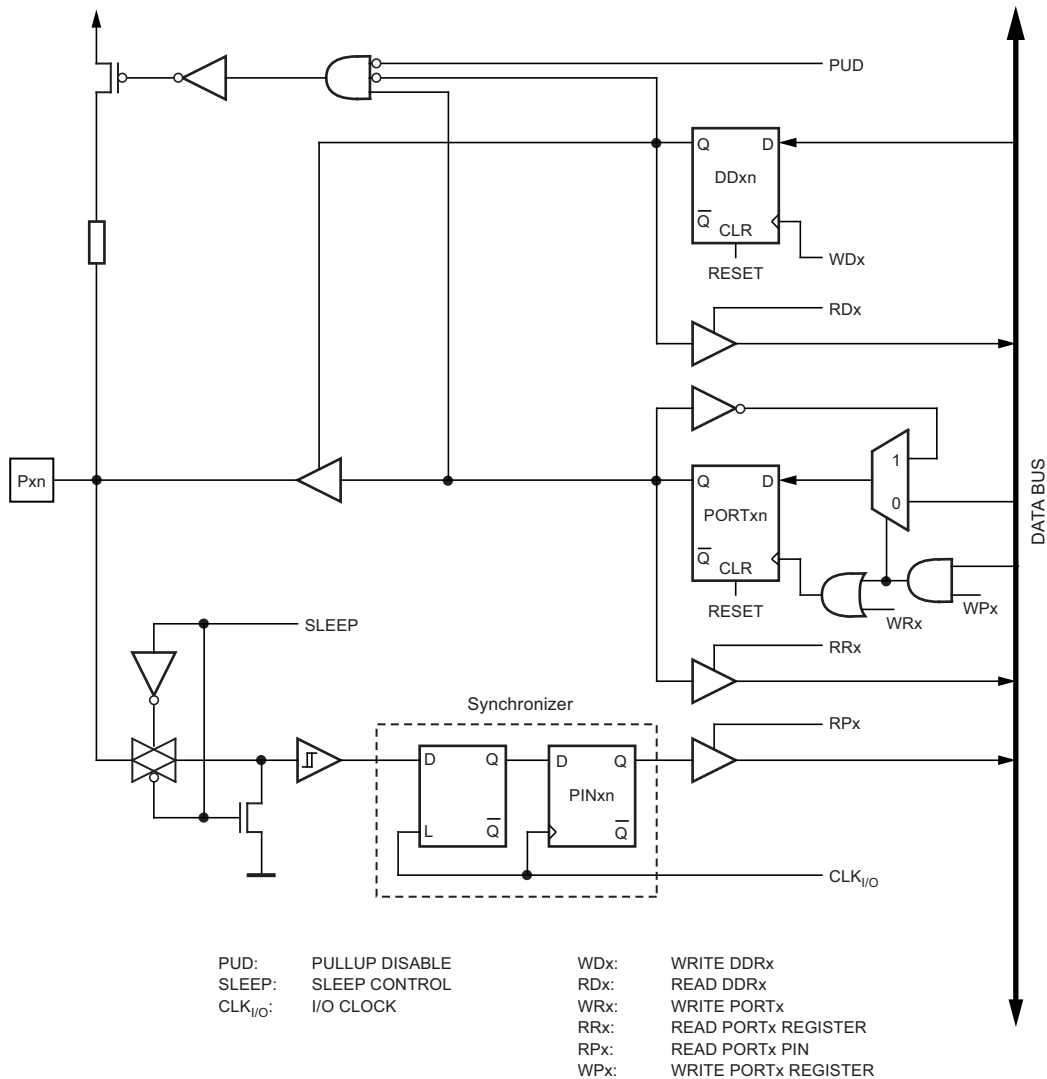 PUD
Q D
DDxn
Q
CLR
RESET
WDx
RDx
Pxn
1
0
Q D
PORTxn
Q
CLR
RESET
WRx
WPx
DATA BUS
SLEEP
RRx
Synchronizer
RPx
D Q
L Q
D Q
PINxn
Q
CLKI/O
PUD: PULLUP DISABLE
SLEEP: SLEEP CONTROL
CLKI/O: I/O CLOCK
WDx: WRITE DDRx
RDx: READ DDRx
WRx: WRITE PORTx
RRx: READ PORTx REGISTER
RPx: READ PORTx PIN
WPx: WRITE PORTx REGISTER